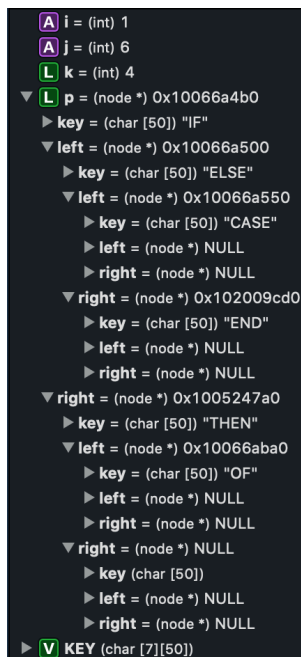 A i = (int) 1
A j = (int) 6
L k = (int) 4
L p = (node *) 0x10066a4b0
key = (char [50]) "IF"
left = (node *) 0x10066a500
key = (char [50]) "ELSE"
left = (node *) 0x10066a550
key = (char [50]) "CASE"
left = (node *) NULL
right = (node *) NULL
right = (node *) 0x102009cd0
key = (char [50]) "END"
left = (node *) NULL
right = (node *) NULL
right = (node *) 0x1005247a0
key = (char [50]) "THEN"
left = (node *) 0x10066aba0
key = (char [50]) "OF"
left = (node *) NULL
right = (node *) NULL
right = (node *) NULL
key (char [50])
left = (node *) NULL
right = (node *) NULL
V KEY (char [7][50])